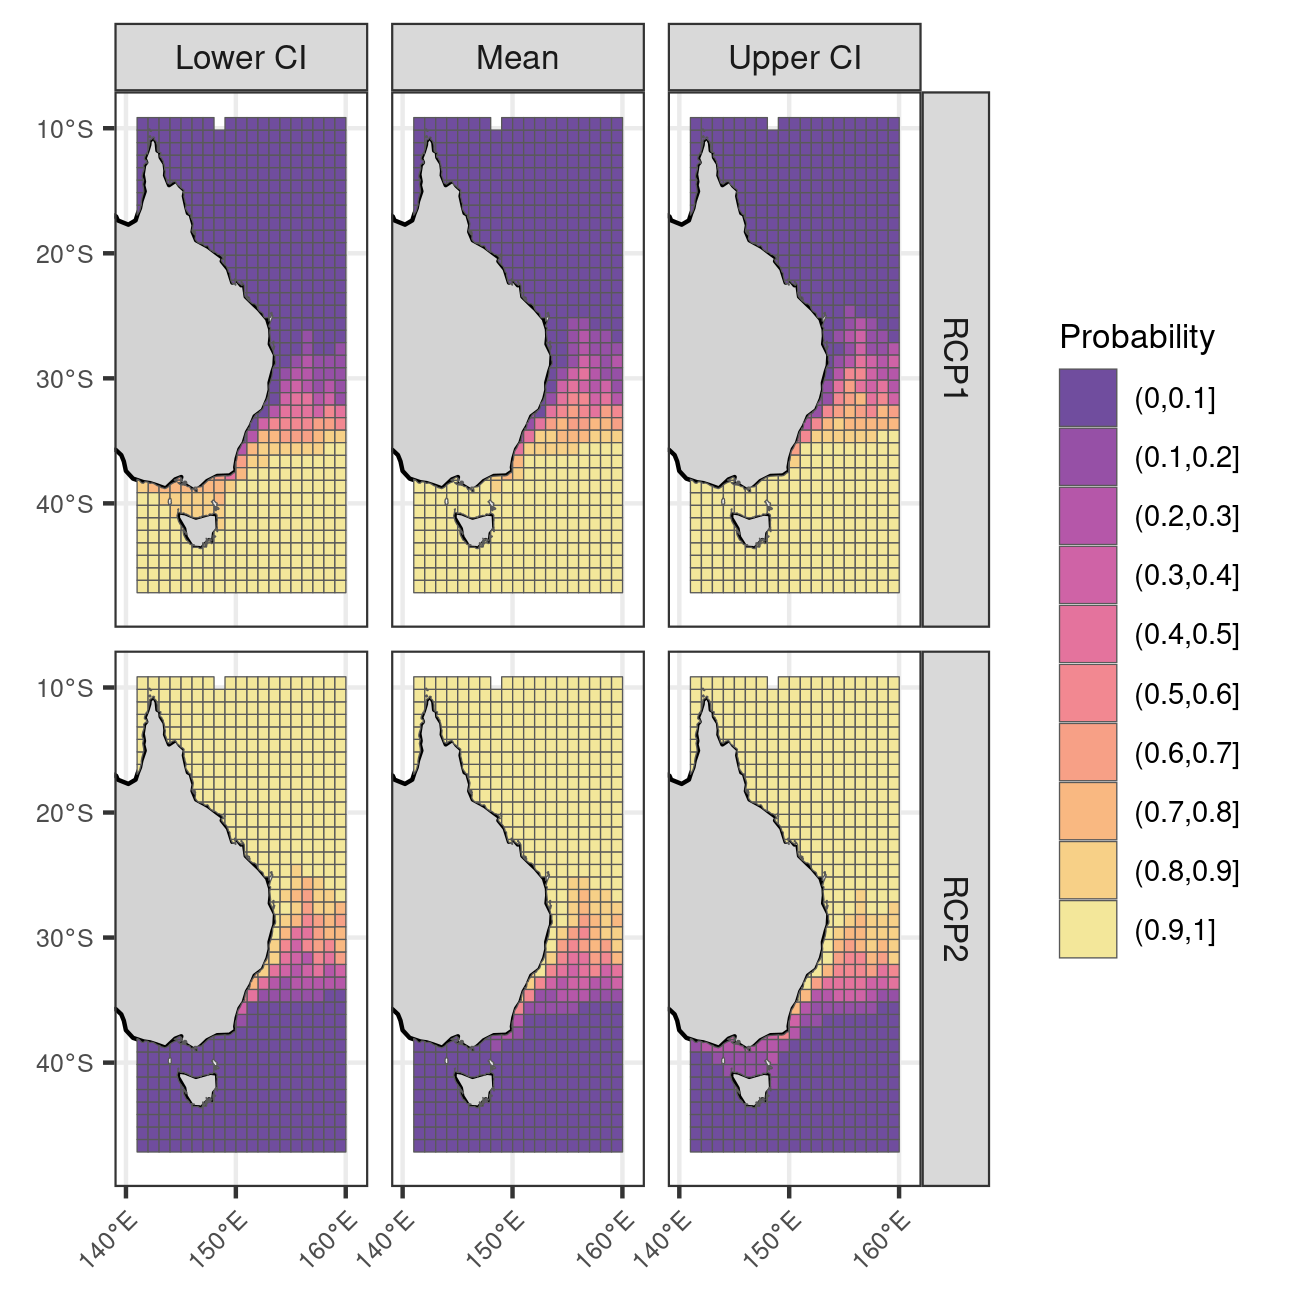 Lower CI
Mean
Upper CI
10°S
20°S
30°S
40°S
RCP1
10°S
20°S
30°S
40°S
RCP2
140°E
150°E
160°E
140°E
150°E
160°E
140°E
150°E
160°E
Probability
(0,0.1]
(0.1,0.2]
(0.2,0.3]
(0.3,0.4]
(0.4,0.5]
(0.5,0.6]
(0.6,0.7]
(0.7,0.8]
(0.8,0.9]
(0.9,1]